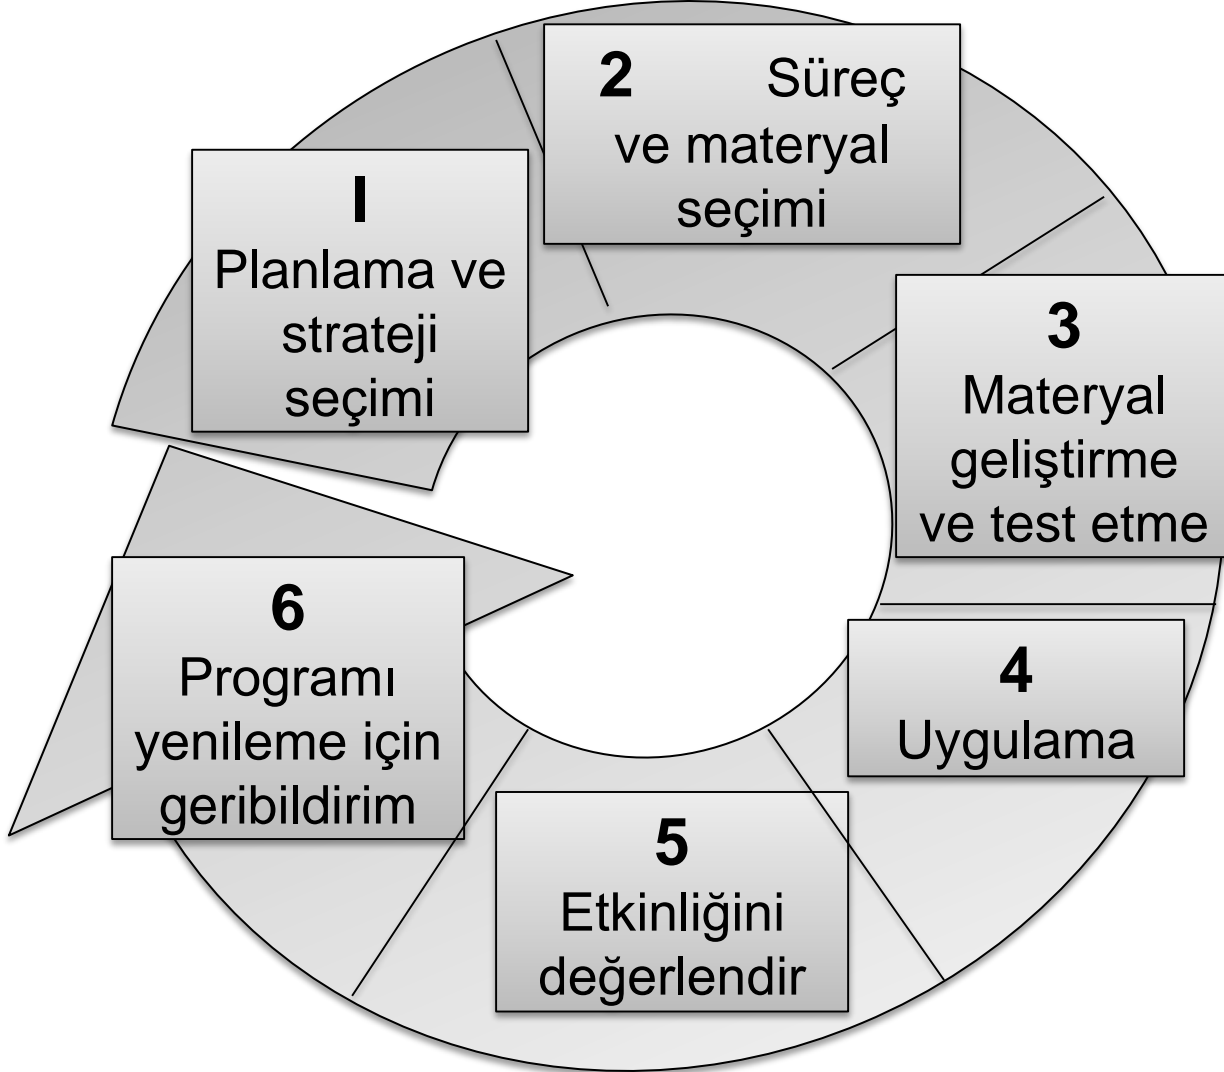 I
Planlama ve
strateji
seçimi
2 Süreç
ve materyal
seçimi
3
Materyal
geliştirme
ve test etme
4
Uygulama
5
Etkinliğini
değerlendir
6
Programı
yenileme için
geribildirim